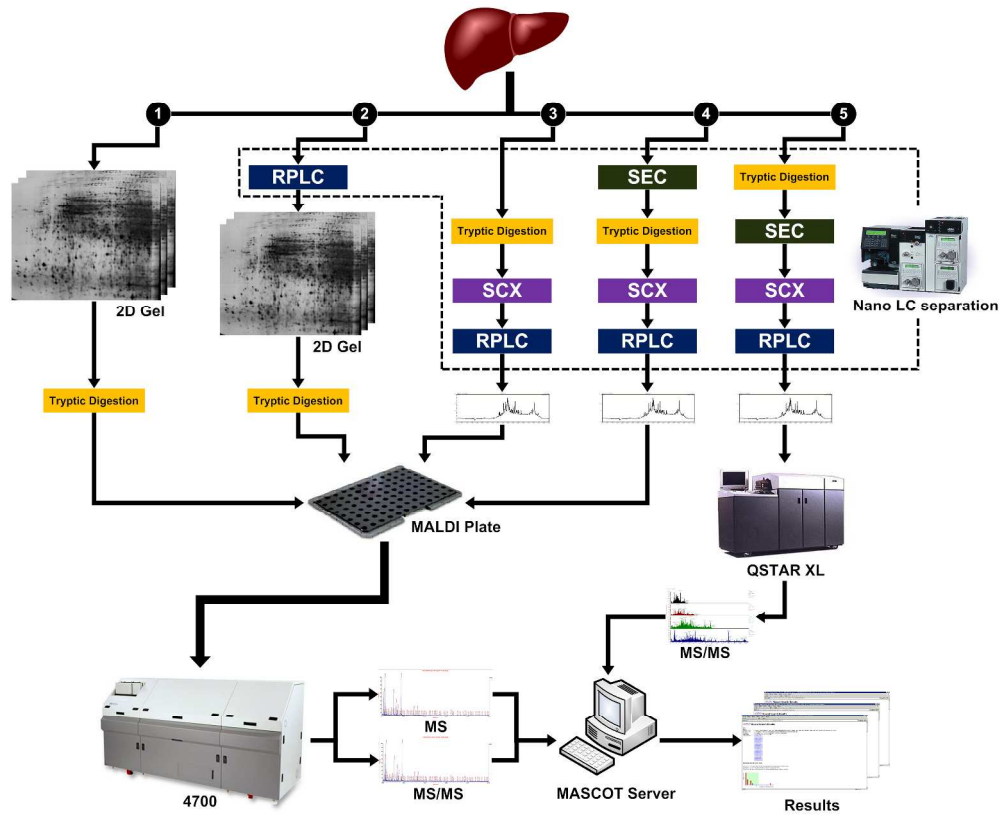 1 2 3 4 5
RPLC SEC Tryptic Digestion
Tryptic Digestion Tryptic Digestion SEC
2D Gel
SCX SCX SCX
Nano LC separation
2D Gel
RPLC RPLC RPLC
Tryptic Digestion Tryptic Digestion
MALDI Plate
QSTAR XL
MS/MS
MS
MS/MS
4700
MASCOT Server
Results